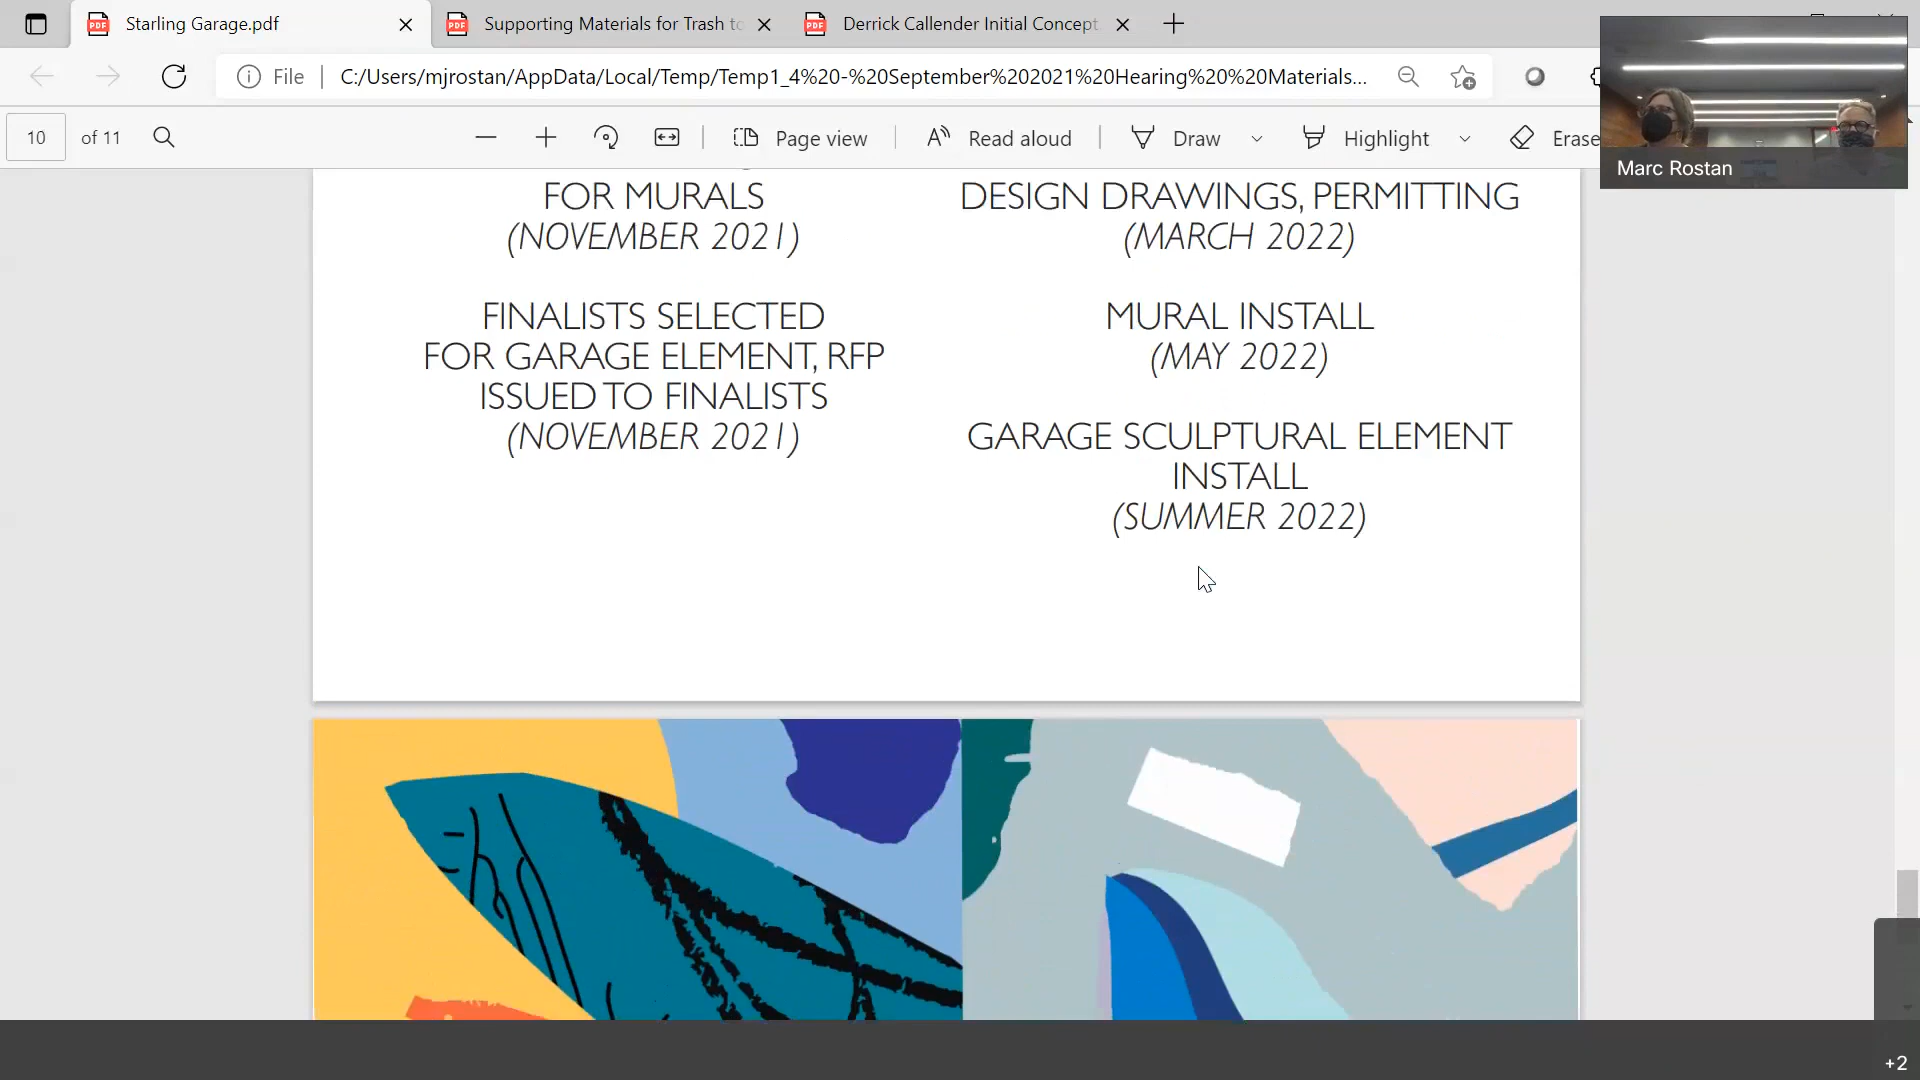 Starling Garage.pdf
Supporting Materials for Trash to
Derrick Callender Initial Concept
File
C:/Users/mjrostan/AppData/Local/Temp/Temp1_4%20-%20September%202021%20Hearing%20%20Materials...
10 of 11
Page view
Read aloud
Draw
Highlight
Erase
Marc Rostan
FOR MURALS
(NOVEMBER 2021)
FINALISTS SELECTED
FOR GARAGE ELEMENT, RFP
ISSUED TO FINALISTS
(NOVEMBER 2021)
DESIGN DRAWINGS, PERMITTING
(MARCH 2022)
MURAL INSTALL
(MAY 2022)
GARAGE SCULPTURAL ELEMENT
INSTALL
(SUMMER 2022)
+2